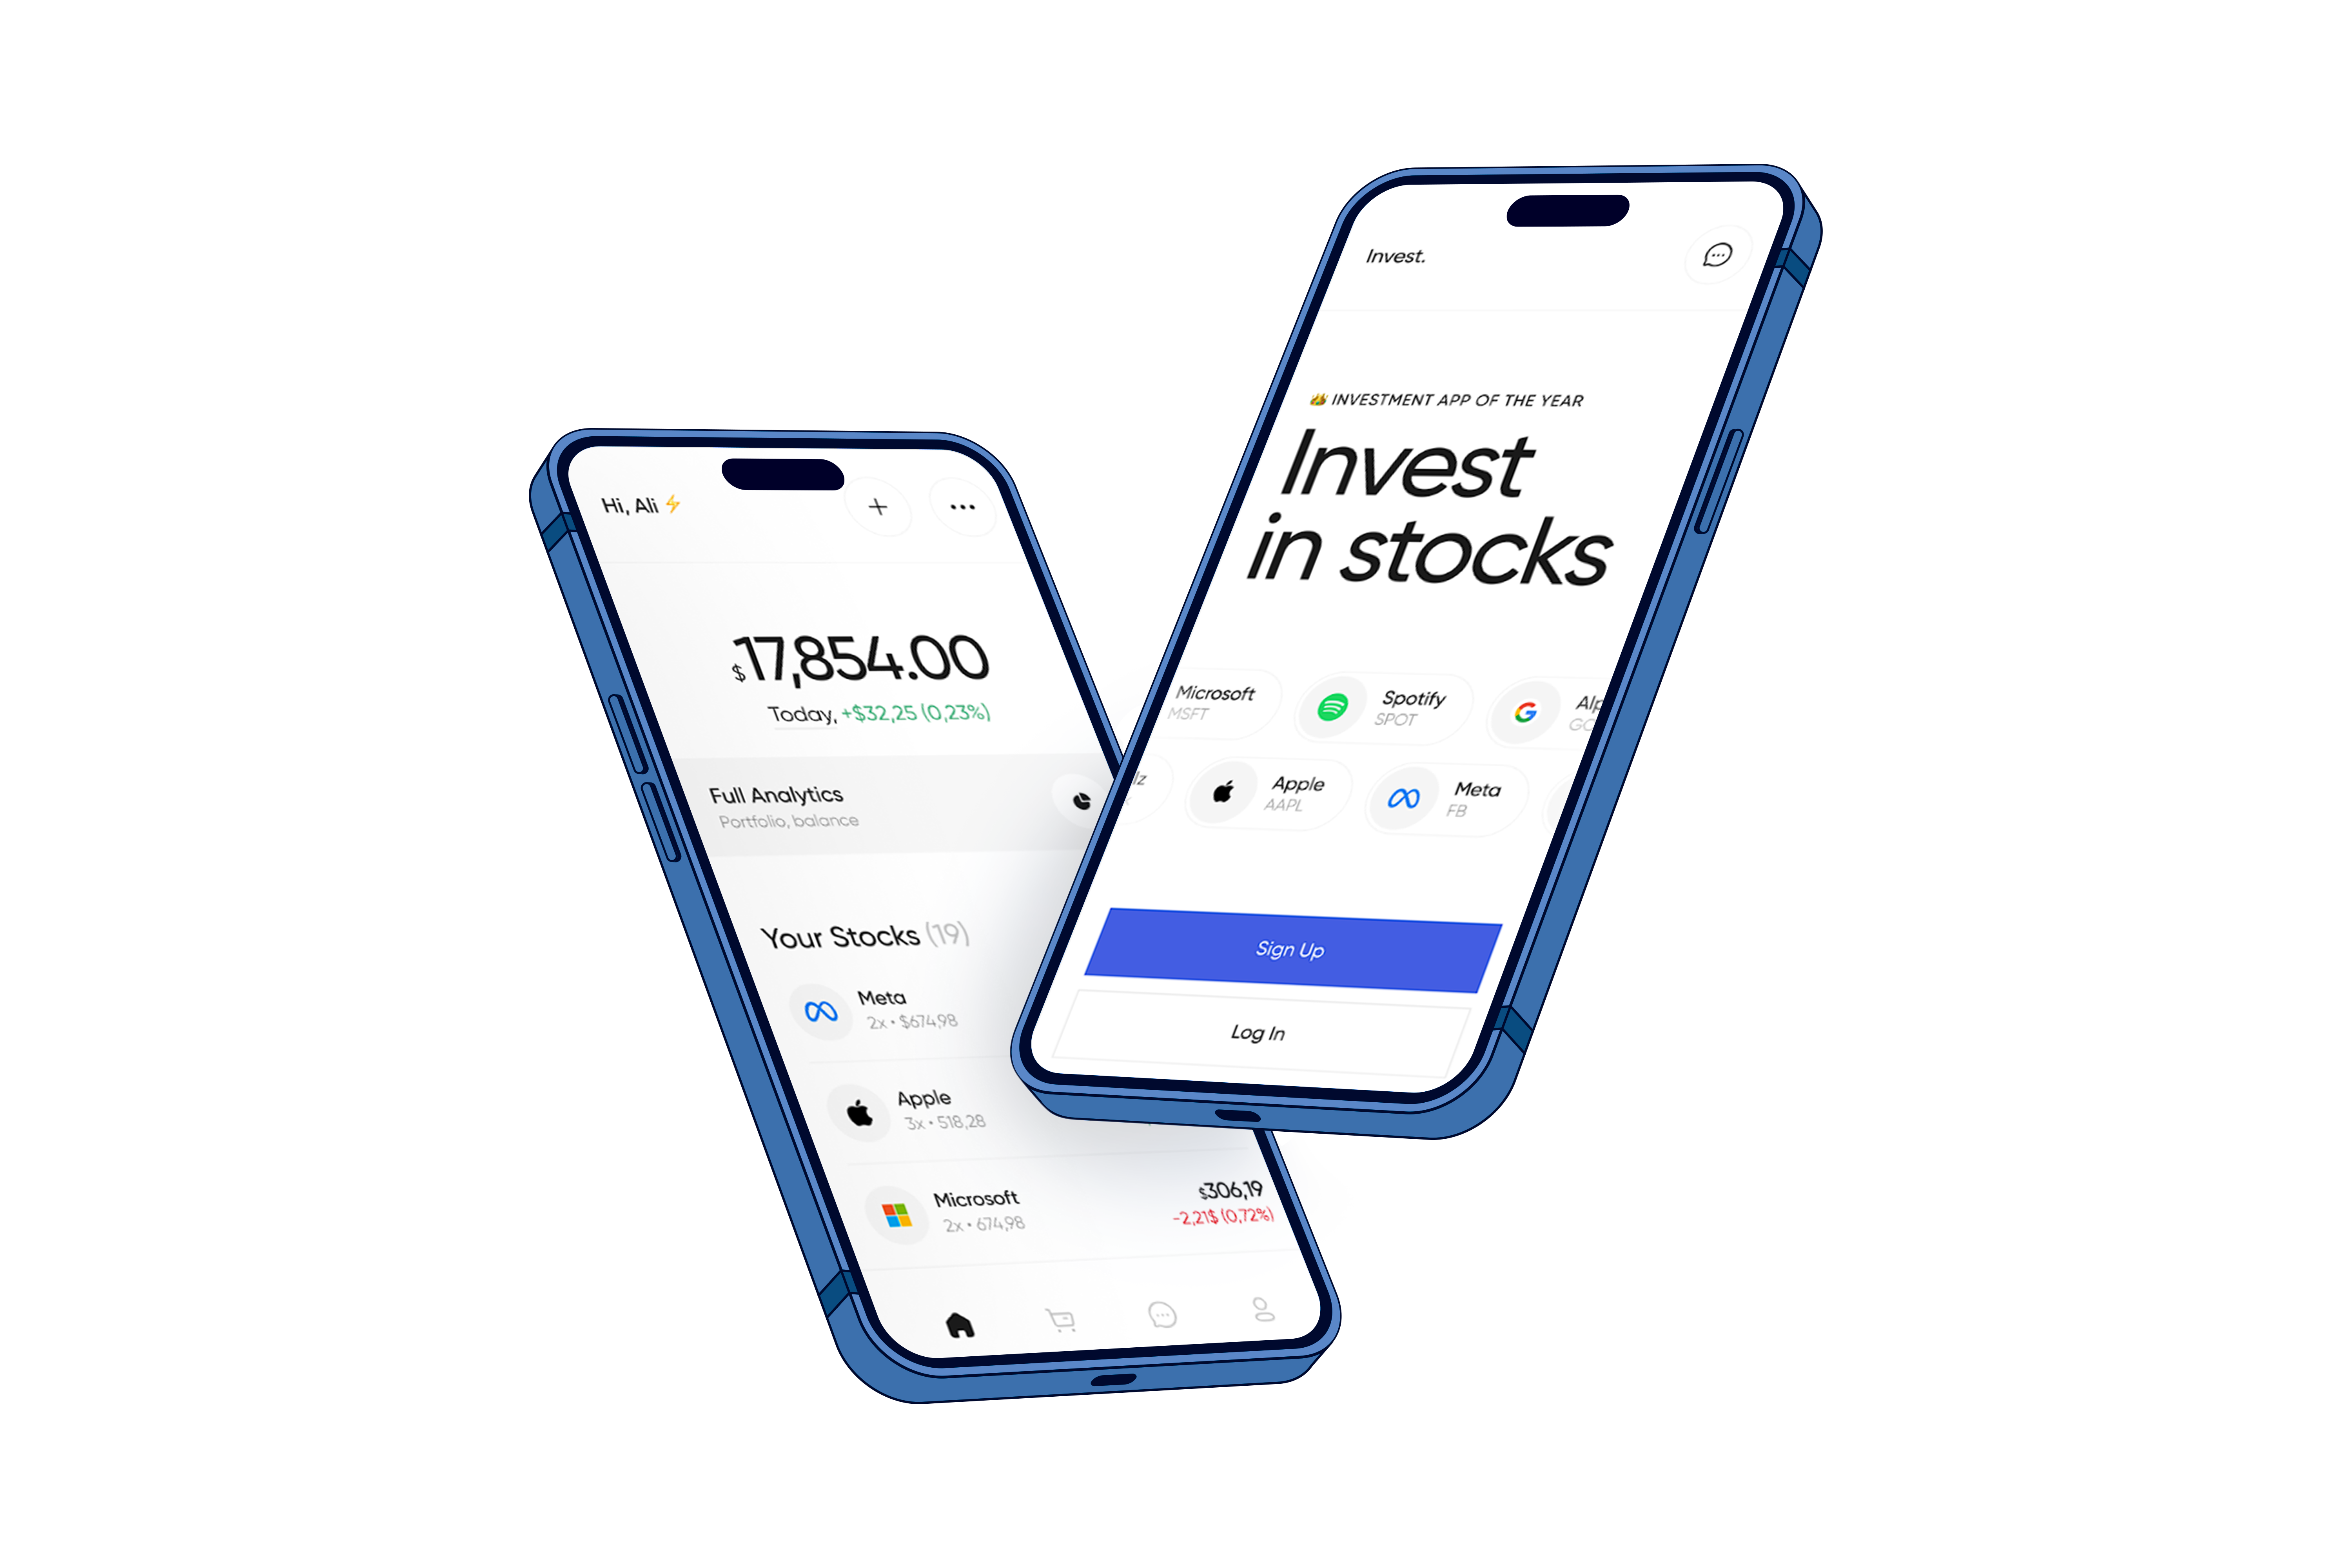 Hi, Ali ⚡
$17,854.00
Today, +$32,25 (0,23%)
Full Analytics
Portfolio, balance
Your Stocks (19)
Meta
2x • $674,98
Apple
3x • 518,28
Microsoft
2x • 674,98
$306,19
-2,21$ (0,72%)
Invest.
👑 INVESTMENT APP OF THE YEAR
Invest
in stocks
Microsoft
MSFT
Spotify
SPOT
Apple
AAPL
Meta
FB
Sign Up
Log In